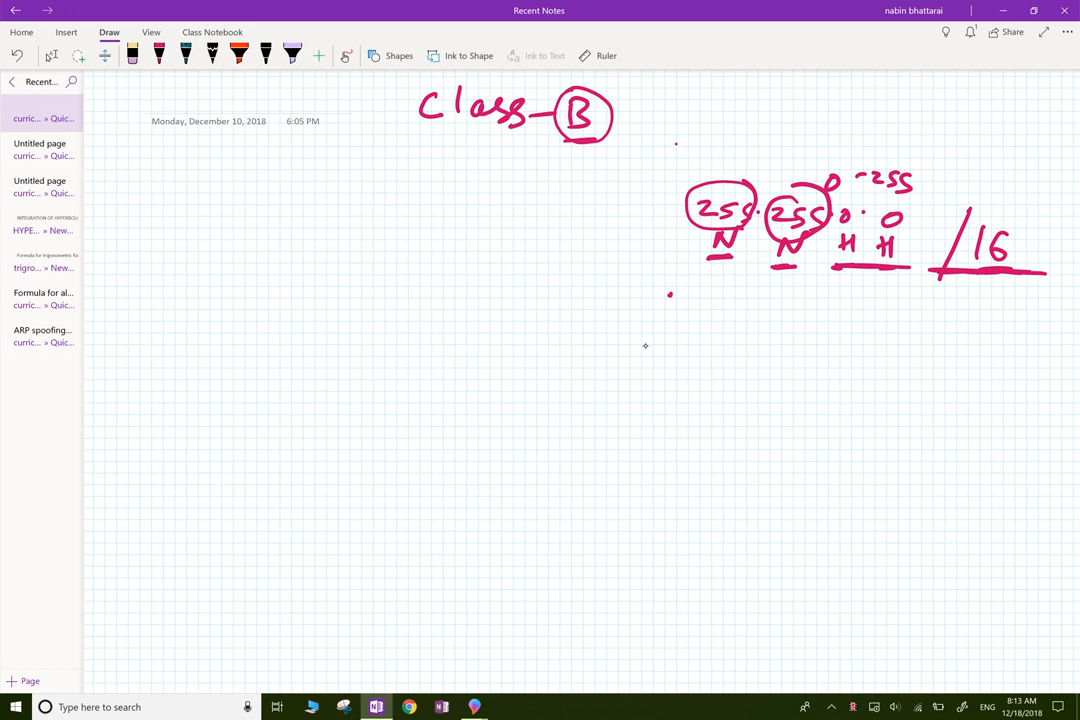 Recent Notes
nabin bhattarai
Home Insert Draw View Class Notebook
Share
Shapes Ink to Shape Ink to Text Ruler
Recent...
curric... » Quic...
Untitled page
curric... » Quic...
Untitled page
curric... » Quic...
INTEGRATION OF HYPERBOL
HYPE... » New...
Formula for trigonometric fu
trigro... » New...
Formula for al...
curric... » Quic...
ARP spoofing...
curric... » Quic...
Page
Monday, December 10, 2018 6:05 PM
Class-B
0-255
255.255.0.0
N N H H /16
Type here to search
ENG
8:13 AM
12/18/2018